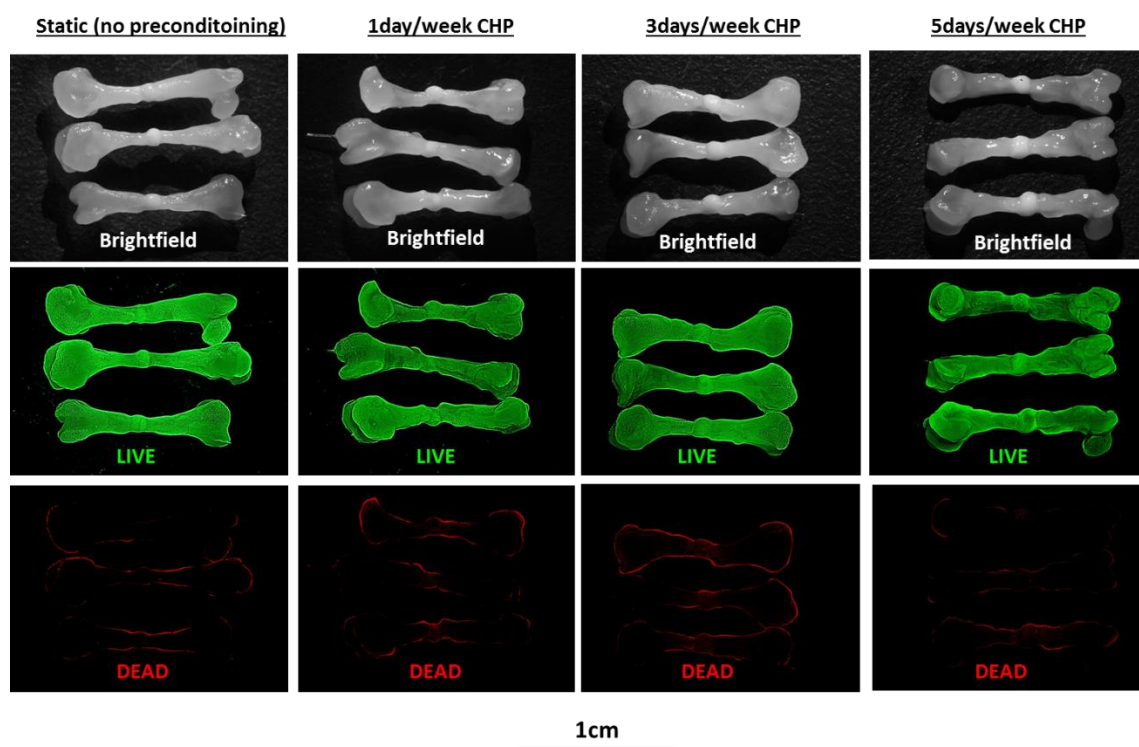 Static (no preconditoining)
1day/week CHP
3days/week CHP
5days/week CHP
Brightfield
Brightfield
Brightfield
Brightfield
LIVE
LIVE
LIVE
LIVE
DEAD
DEAD
DEAD
DEAD
1cm